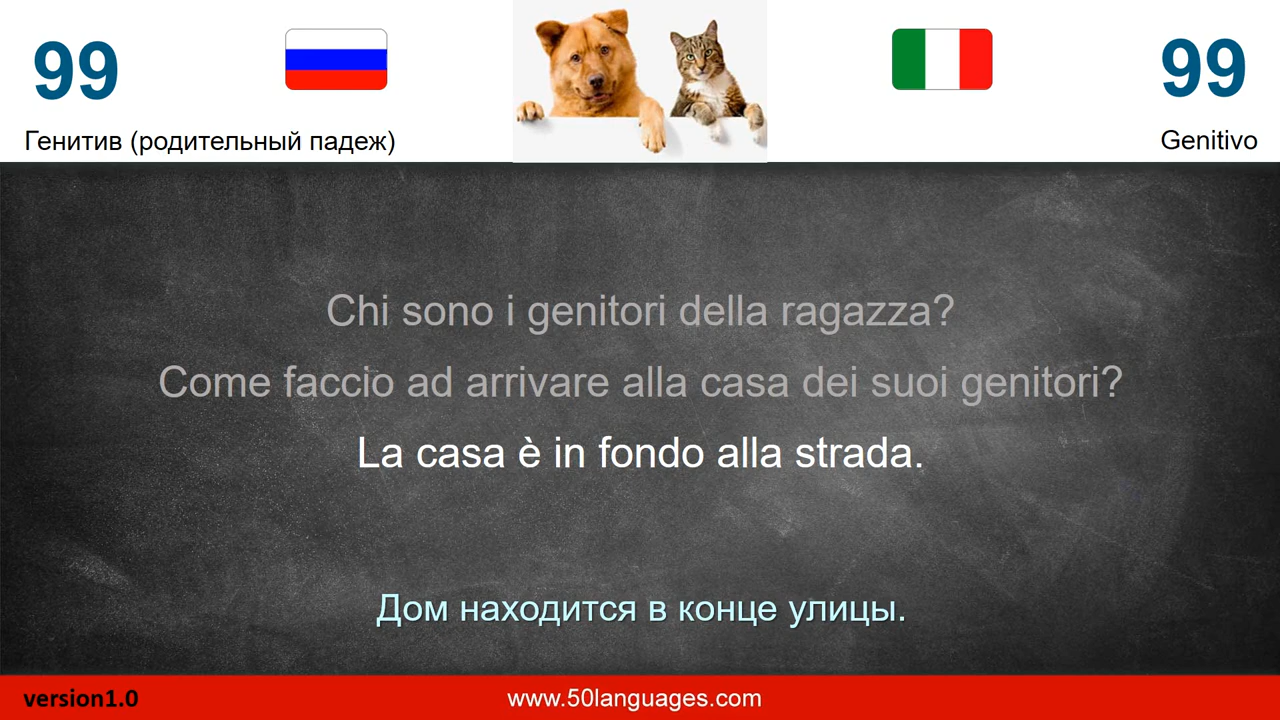 99
99
Генитив (родительный падеж)
Genitivo
Chi sono i genitori della ragazza?
Come faccio ad arrivare alla casa dei suoi genitori?
La casa è in fondo alla strada.
Дом находится в конце улицы.
version1.0
www.50languages.com